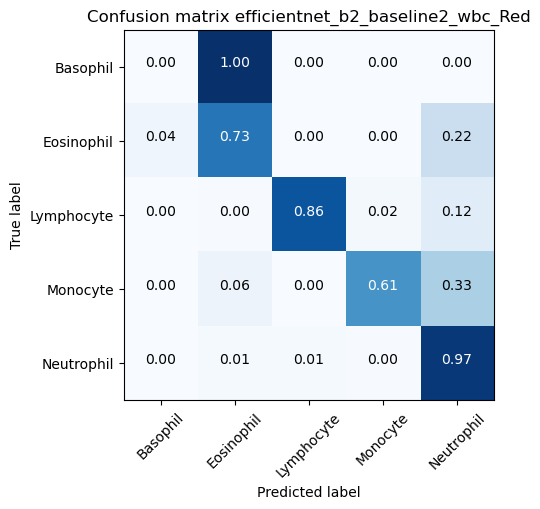 Confusion matrix efficientnet_b2_baseline2_wbc_Red
True label
Basophil 0.00 1.00 0.00 0.00 0.00
Eosinophil 0.04 0.73 0.00 0.00 0.22
Lymphocyte 0.00 0.00 0.86 0.02 0.12
Monocyte 0.00 0.06 0.00 0.61 0.33
Neutrophil 0.00 0.01 0.01 0.00 0.97
Basophil Eosinophil Lymphocyte Monocyte Neutrophil
Predicted label